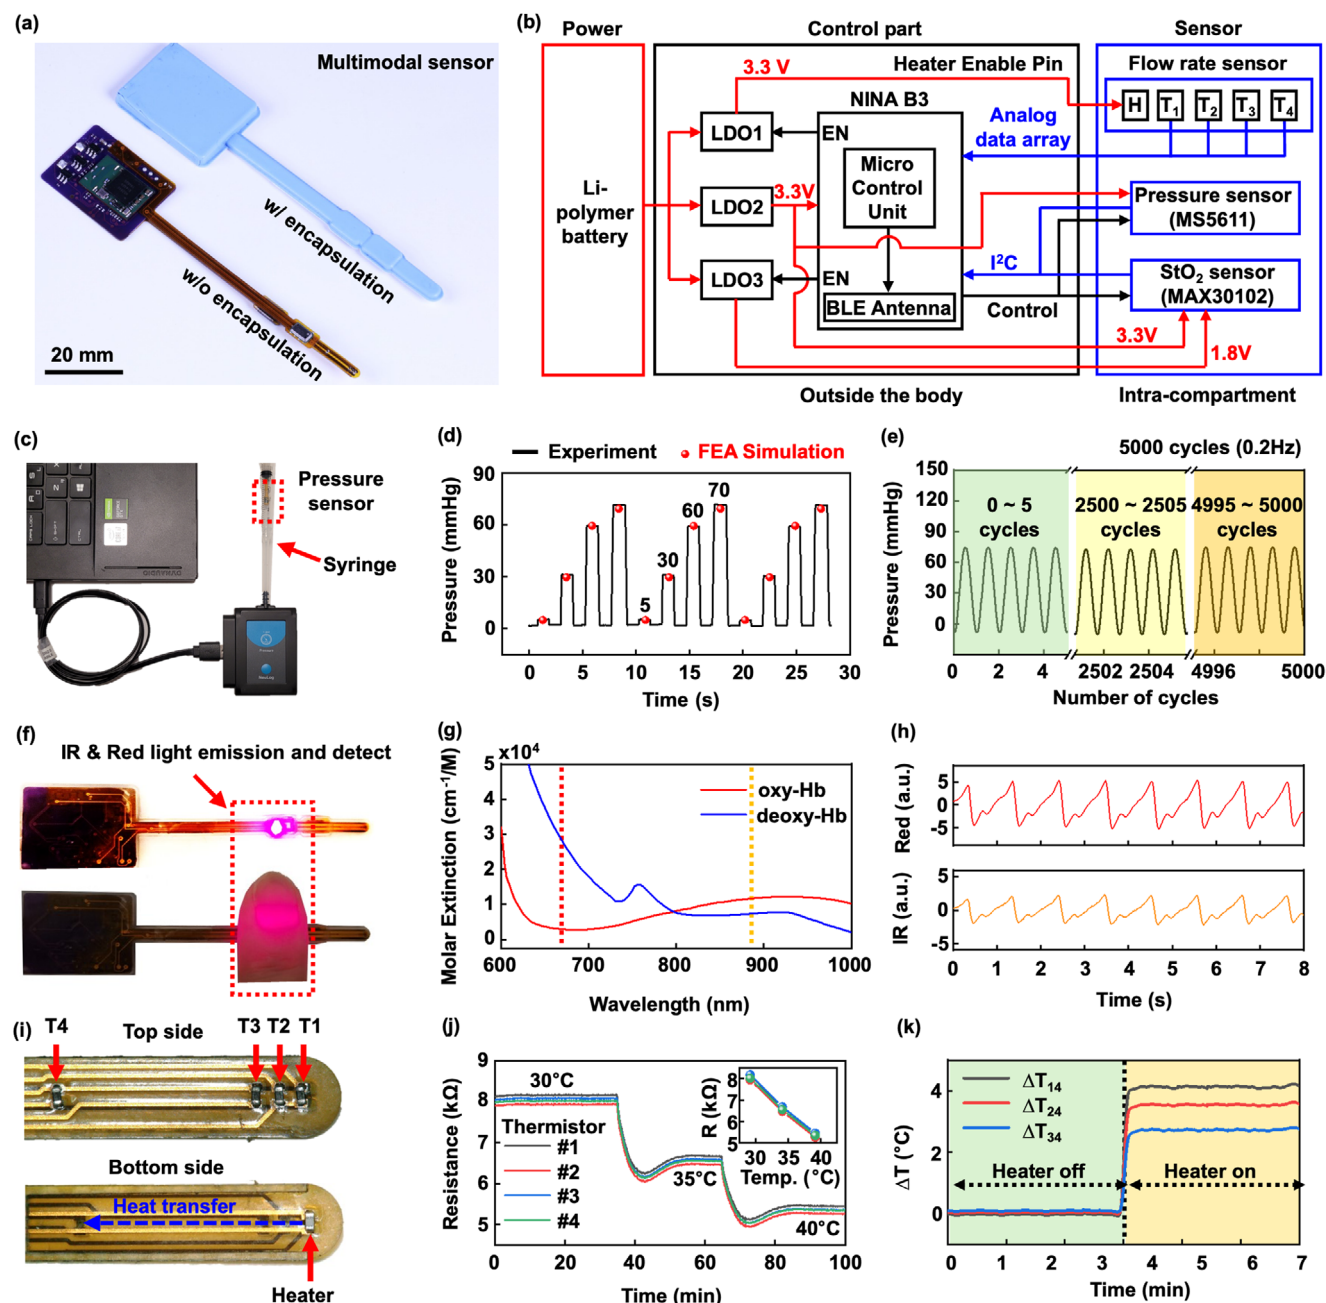 (a)
Multimodal sensor
w/ encapsulation
w/o encapsulation
20 mm
(b)
Power
Control part
Sensor
Heater Enable Pin
Flow rate sensor
3.3 V
NINA B3
H
T1
T2
T3
T4
LDO1
EN
Analog
data array
Micro
Control
Unit
Li-
polymer
battery
LDO2
3.3V
Pressure sensor
(MS5611)
I²C
StO₂ sensor
(MAX30102)
LDO3
EN
BLE Antenna
Control
3.3V
1.8V
Outside the body
Intra-compartment
(c)
Pressure
sensor
Syringe
(d)
Experiment
FEA Simulation
Pressure (mmHg)
90
60
30
0
5
30
60
70
0 5 10 15 20 25 30
Time (s)
(e)
5000 cycles (0.2Hz)
Pressure (mmHg)
150
120
90
60
30
0
0 ~ 5
cycles
2500 ~ 2505
cycles
4995 ~ 5000
cycles
0 2 4 2502 2504 4996 5000
Number of cycles
(f)
IR & Red light emission and detect
(g)
x10⁴
Molar Extinction (cm⁻¹/M)
5
4
3
2
1
0
oxy-Hb
deoxy-Hb
600 700 800 900 1000
Wavelength (nm)
(h)
Red (a.u.)
5
0
-5
IR (a.u.)
5
0
-5
0 1 2 3 4 5 6 7 8
Time (s)
(i)
Top side
T4
T3
T2
T1
Bottom side
Heat transfer
Heater
(j)
Resistance (kΩ)
9
8
7
6
5
30°C
35°C
40°C
Thermistor
#1
#2
#3
#4
R (kΩ)
8
7
6
5
30 35 40
Temp. (°C)
0 20 40 60 80 100
Time (min)
(k)
ΔT (°C)
4
2
0
ΔT14
ΔT24
ΔT34
Heater off
Heater on
0 1 2 3 4 5 6 7
Time (min)